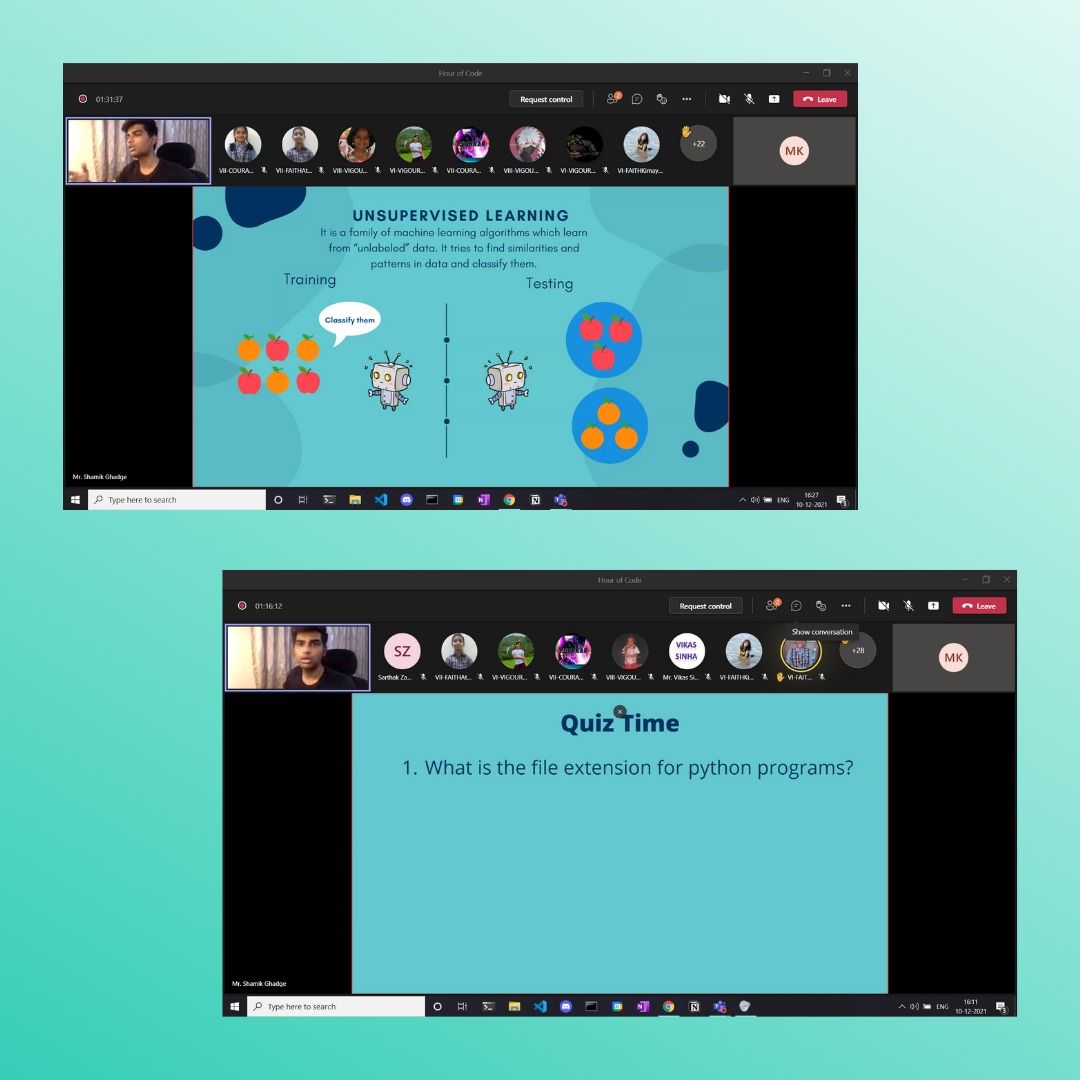 Hour of Code
01:31:37
Request control
2
Leave
VII-COURA...
VII-FAITHAt...
VIII-VIGOU...
VI-VIGOUR...
VII-COURA...
VIII-VIGOU...
VI-VIGOUR...
VI-FAITHKimay...
+22
MK
UNSUPERVISED LEARNING
It is a family of machine learning algorithms which learn
from “unlabeled” data. It tries to find similarities and
patterns in data and classify them.
Training
Testing
Classify them
Mr. Shamik Ghadge
Type here to search
ENG
16:27
10-12-2021
Hour of Code
01:16:12
Request control
2
Leave
Show conversation
SZ
VIKAS
SINHA
+28
MK
Sarthak Za...
VII-FAITHAt...
VI-VIGOUR...
VII-COURA...
VIII-VIGOU...
Mr. Vikas Si...
VI-FAITHKi...
VI-FAIT...
Quiz Time
1. What is the file extension for python programs?
Mr. Shamik Ghadge
Type here to search
ENG
16:11
10-12-2021